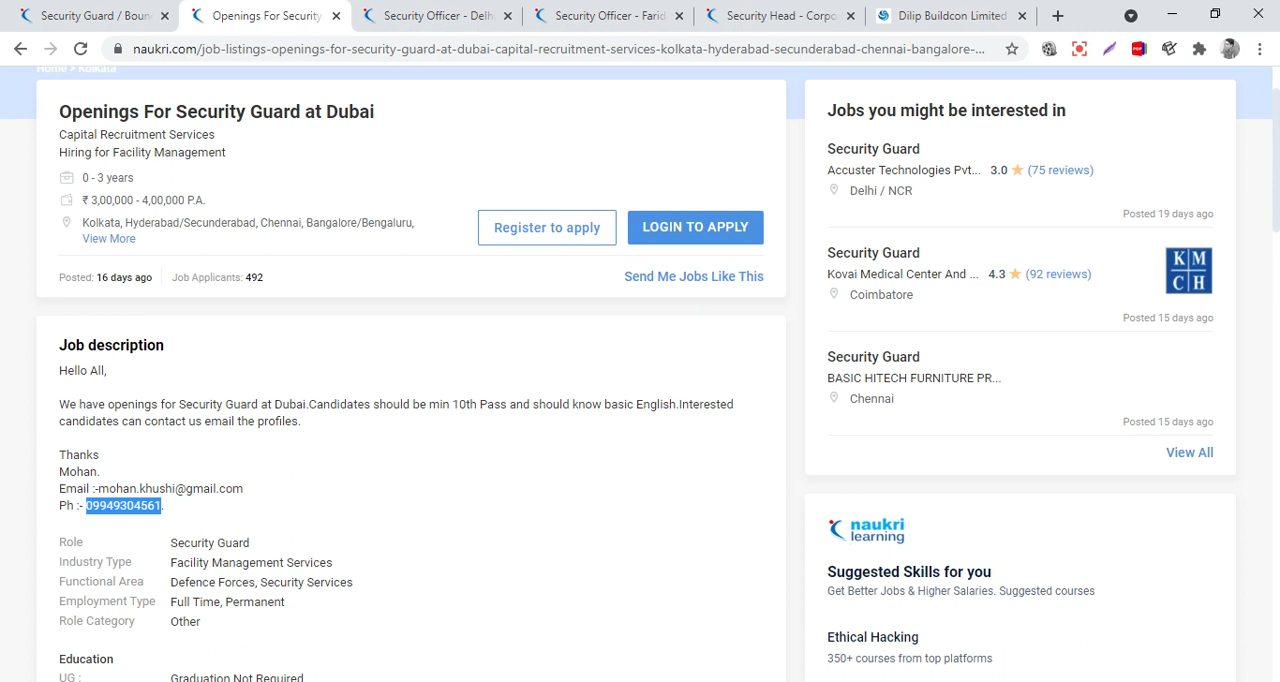 Security Guard / Boun
Openings For Security
Security Officer - Delh
Security Officer - Farid
Security Head - Corpo
Dilip Buildcon Limited
naukri.com/job-listings-openings-for-security-guard-at-dubai-capital-recruitment-services-kolkata-hyderabad-secunderabad-chennai-bangalore-...
Home > Kolkata
Openings For Security Guard at Dubai
Capital Recruitment Services
Hiring for Facility Management
0 - 3 years
₹ 3,00,000 - 4,00,000 P.A.
Kolkata, Hyderabad/Secunderabad, Chennai, Bangalore/Bengaluru,
View More
Register to apply
LOGIN TO APPLY
Posted: 16 days ago
Job Applicants: 492
Send Me Jobs Like This
Job description
Hello All,
We have openings for Security Guard at Dubai.Candidates should be min 10th Pass and should know basic English.Interested
candidates can contact us email the profiles.
Thanks
Mohan.
Email :-mohan.khushi@gmail.com
Ph :- 09949304561.
Role Security Guard
Industry Type Facility Management Services
Functional Area Defence Forces, Security Services
Employment Type Full Time, Permanent
Role Category Other
Education
UG : Graduation Not Required
Jobs you might be interested in
Security Guard
Accuster Technologies Pvt... 3.0 (75 reviews)
Delhi / NCR
Posted 19 days ago
Security Guard
Kovai Medical Center And ... 4.3 (92 reviews)
Coimbatore
KM
CH
Posted 15 days ago
Security Guard
BASIC HITECH FURNITURE PR...
Chennai
Posted 15 days ago
View All
naukri
learning
Suggested Skills for you
Get Better Jobs & Higher Salaries. Suggested courses
Ethical Hacking
350+ courses from top platforms